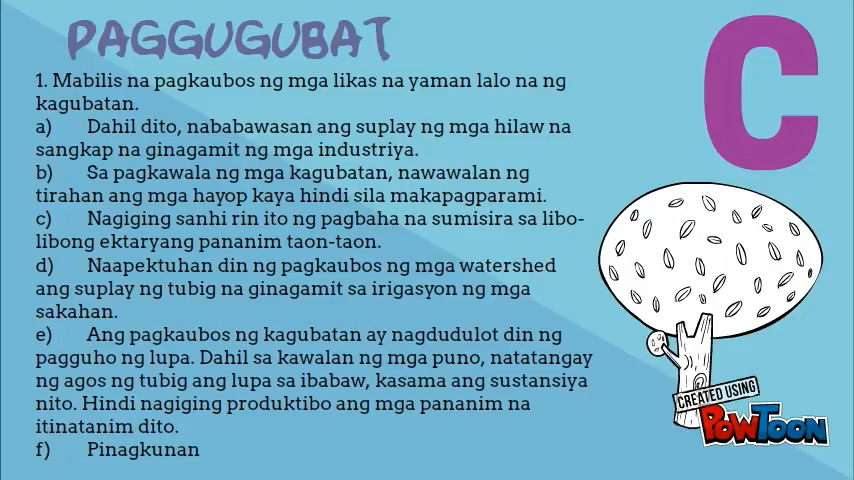 PAGGUGUBAT
C
1. Mabilis na pagkaubos ng mga likas na yaman lalo na ng
kagubatan.
a) Dahil dito, nababawasan ang suplay ng mga hilaw na
sangkap na ginagamit ng mga industriya.
b) Sa pagkawala ng mga kagubatan, nawawalan ng
tirahan ang mga hayop kaya hindi sila makapagparami.
c) Nagiging sanhi rin ito ng pagbaha na sumisira sa libo-
libong ektaryang pananim taon-taon.
d) Naapektuhan din ng pagkaubos ng mga watershed
ang suplay ng tubig na ginagamit sa irigasyon ng mga
sakahan.
e) Ang pagkaubos ng kagubatan ay nagdudulot din ng
pagguho ng lupa. Dahil sa kawalan ng mga puno, natatangay
ng agos ng tubig ang lupa sa ibabaw, kasama ang sustansiya
nito. Hindi nagiging produktibo ang mga pananim na
itinatanim dito.
f) Pinagkunan
CREATED USING
POWTOON